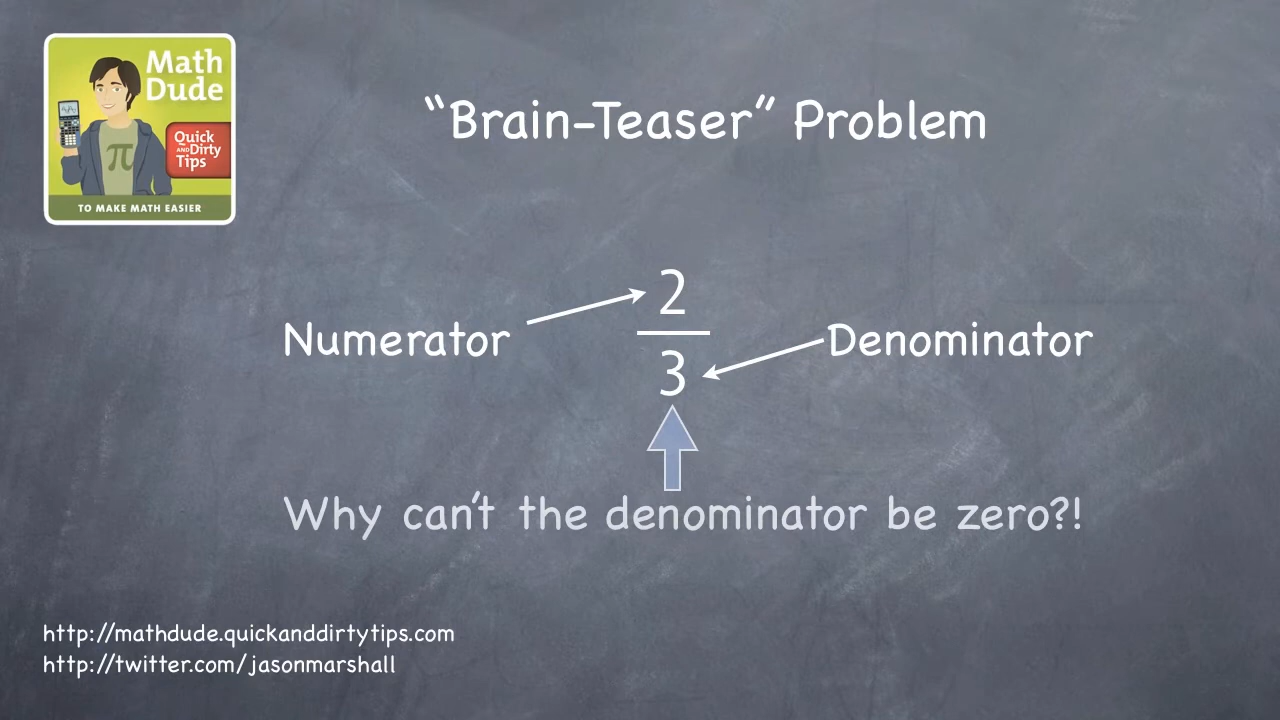 Math
Dude
Quick
AND Dirty
Tips
π
TO MAKE MATH EASIER
“Brain-Teaser” Problem
2
Numerator
Denominator
3
Why can't the denominator be zero?!
http://mathdude.quickanddirtytips.com
http://twitter.com/jasonmarshall